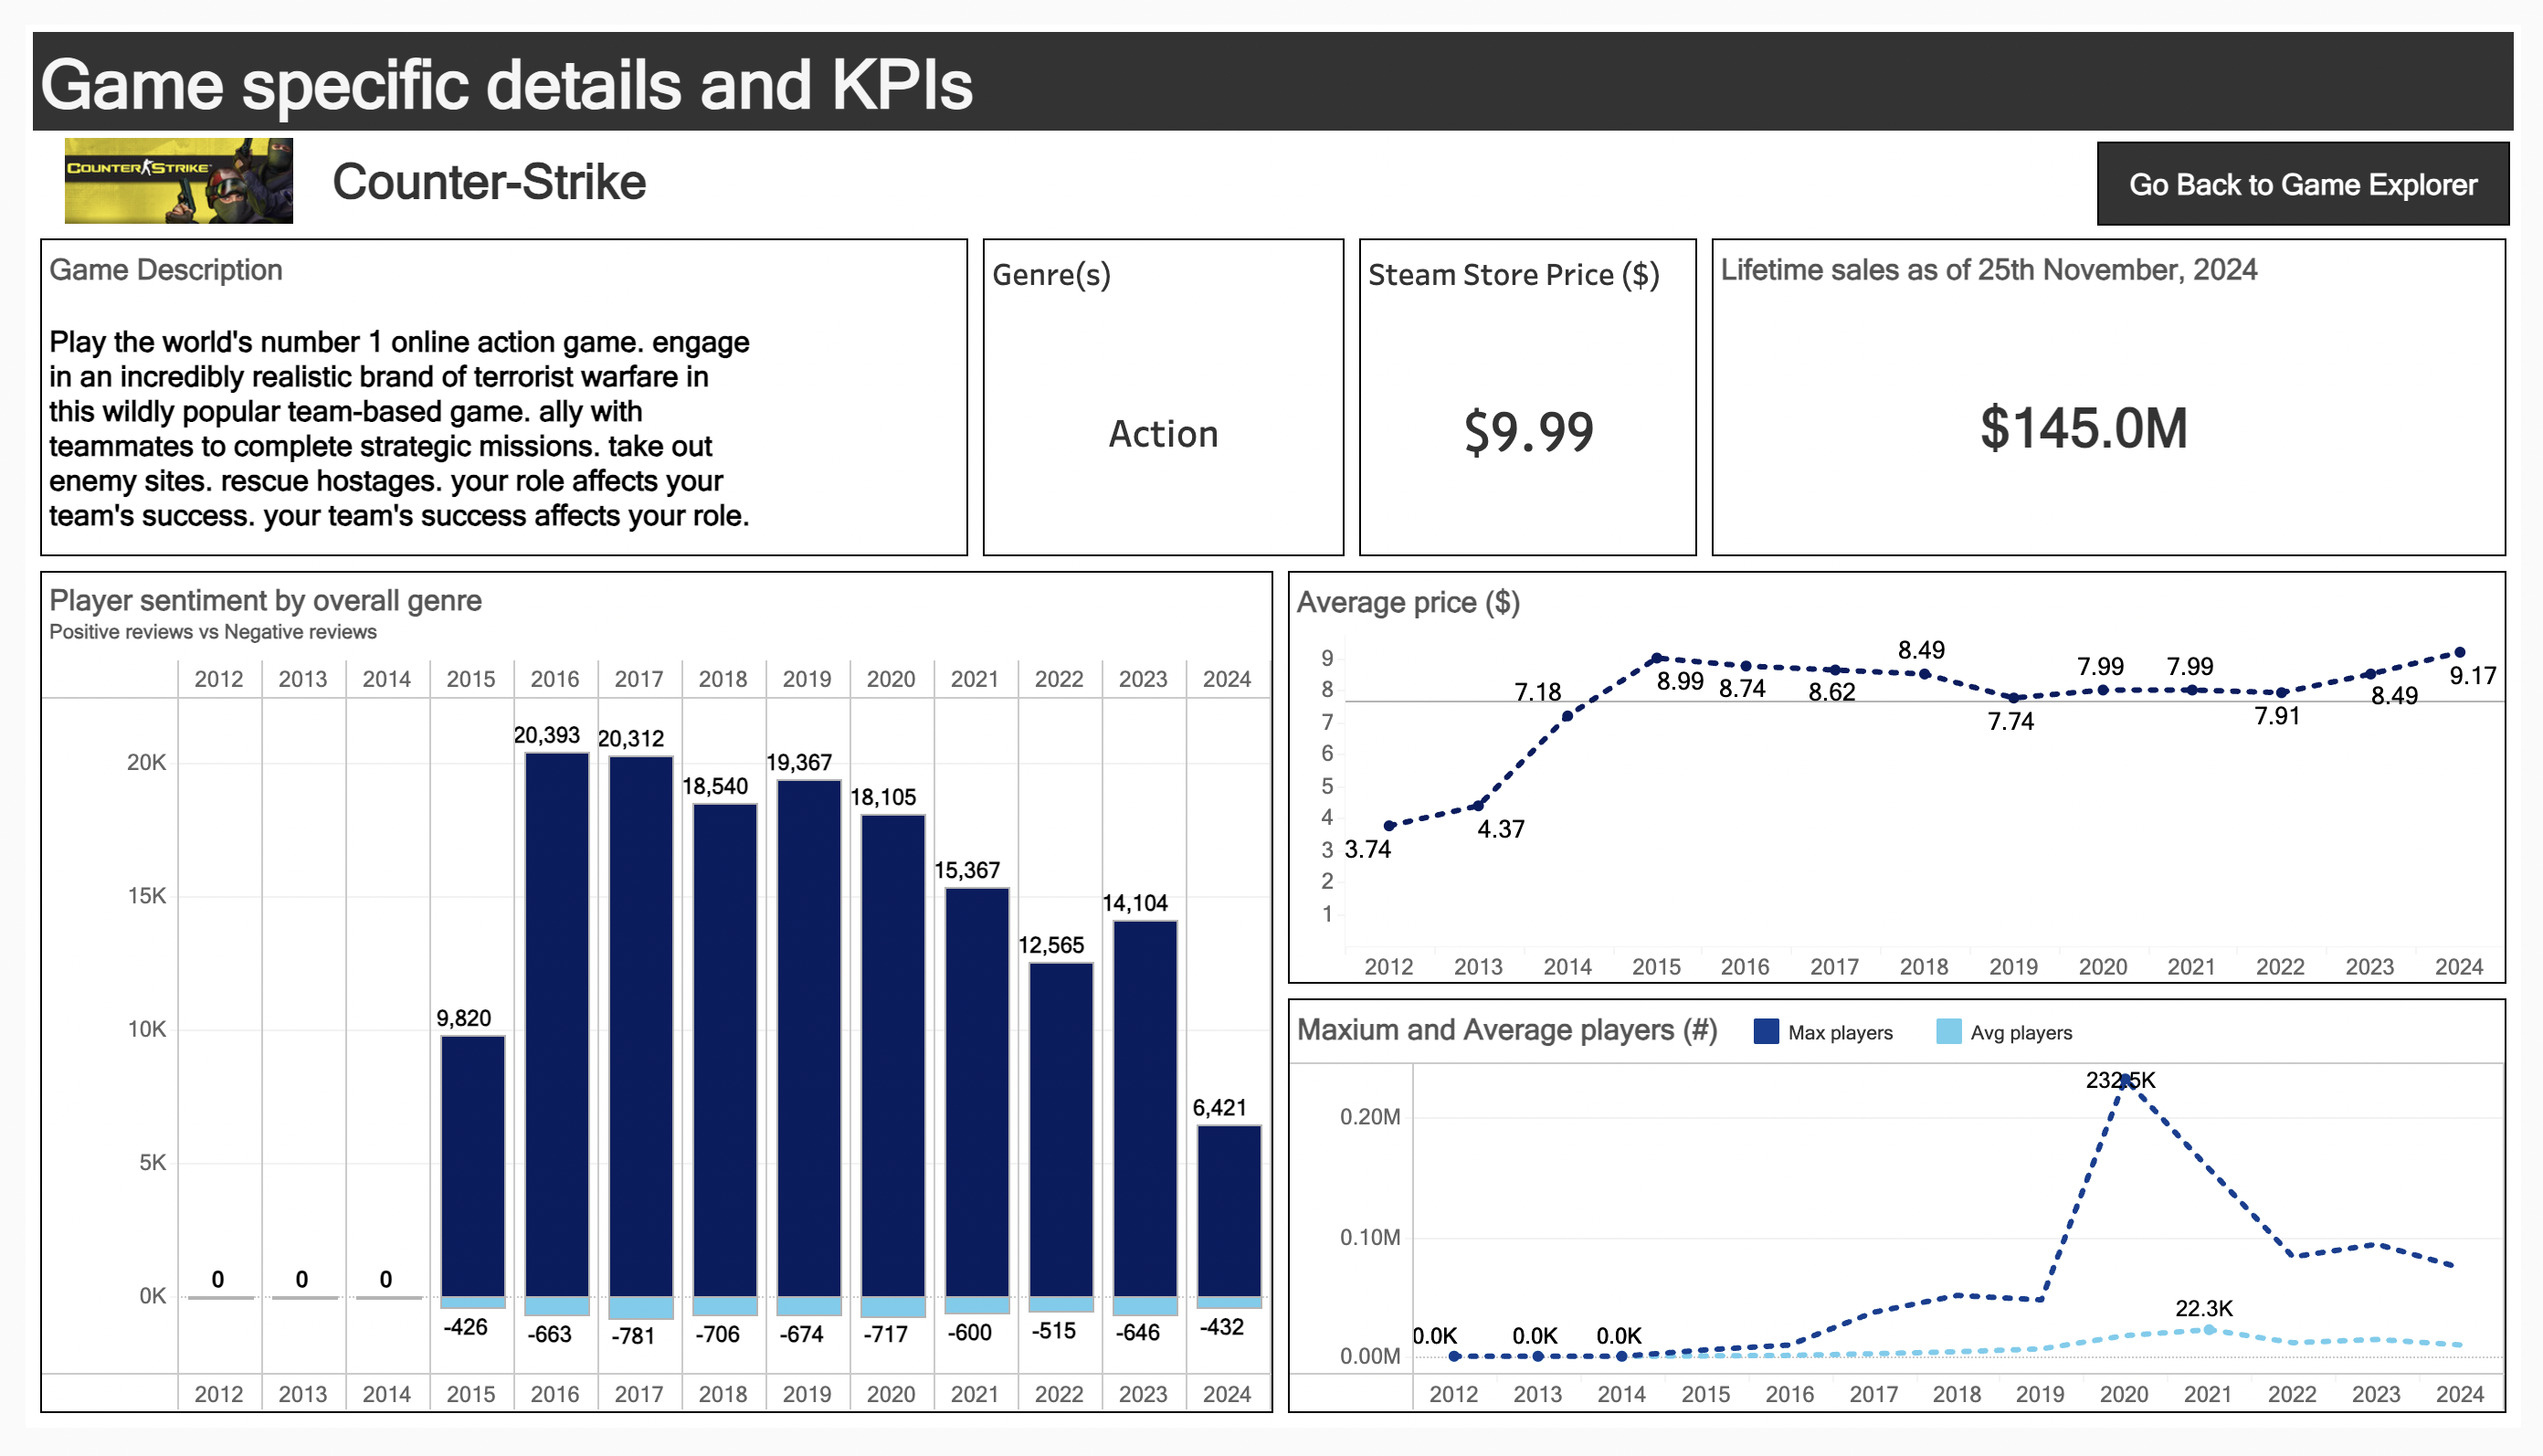 Game specific details and KPIs
COUNTER STRIKE
Counter-Strike
Go Back to Game Explorer
Game Description
Play the world's number 1 online action game. engage
in an incredibly realistic brand of terrorist warfare in
this wildly popular team-based game. ally with
teammates to complete strategic missions. take out
enemy sites. rescue hostages. your role affects your
team's success. your team's success affects your role.
Genre(s)
Action
Steam Store Price ($)
$9.99
Lifetime sales as of 25th November, 2024
$145.0M
Player sentiment by overall genre
Positive reviews vs Negative reviews
2012 2013 2014 2015 2016 2017 2018 2019 2020 2021 2022 2023 2024
20K
15K
10K
5K
0K
0 0 0 9,820 20,393 20,312 18,540 19,367 18,105 15,367 12,565 14,104 6,421
-426 -663 -781 -706 -674 -717 -600 -515 -646 -432
2012 2013 2014 2015 2016 2017 2018 2019 2020 2021 2022 2023 2024
Average price ($)
9
8
7
6
5
4
3
2
1
3.74 4.37 7.18 8.99 8.74 8.62 8.49 7.74 7.99 7.99 7.91 8.49 9.17
2012 2013 2014 2015 2016 2017 2018 2019 2020 2021 2022 2023 2024
Maxium and Average players (#)
Max players
Avg players
0.20M
0.10M
0.00M
0.0K 0.0K 0.0K 232.5K 22.3K
2012 2013 2014 2015 2016 2017 2018 2019 2020 2021 2022 2023 2024